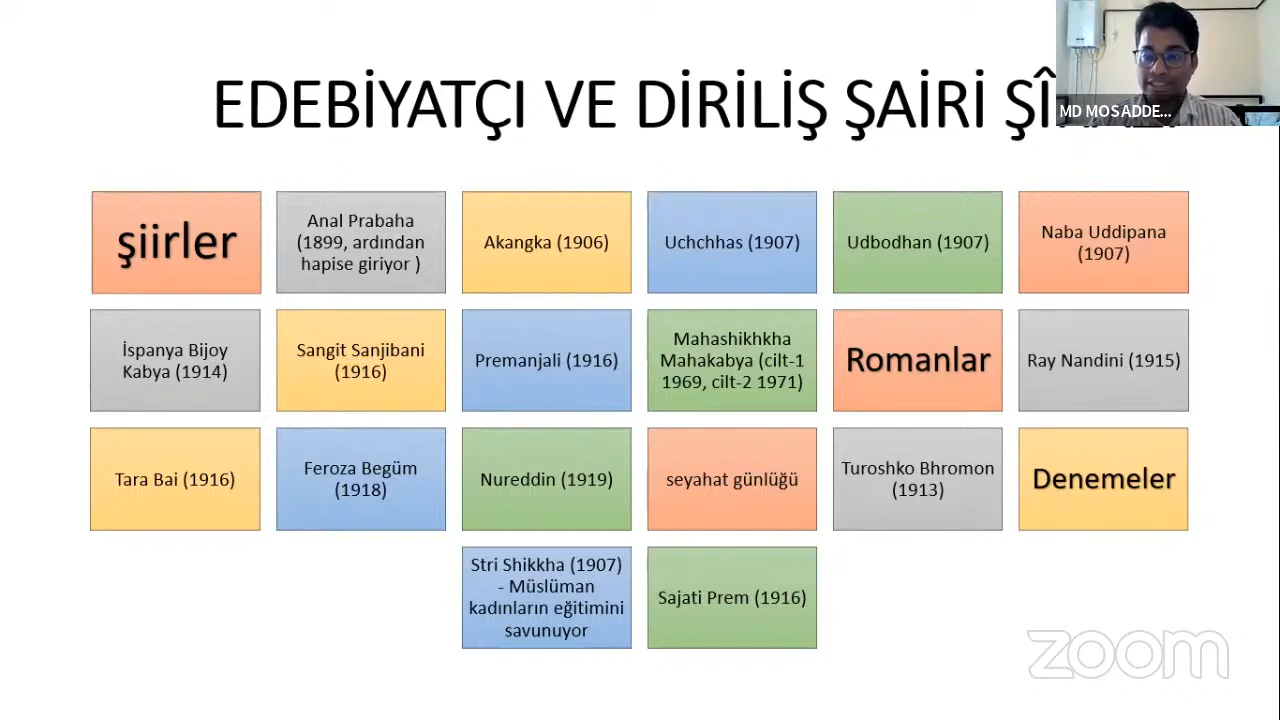 EDEBİYATÇI VE DİRİLİŞ ŞAİRİ
MD MOSADDE...
şiirler
Anal Prabaha
(1899, ardından
hapise giriyor )
Akangka (1906)
Uchchhas (1907)
Udbodhan (1907)
Naba Uddipana
(1907)
İspanya Bijoy
Kabya (1914)
Sangit Sanjibani
(1916)
Premanjali (1916)
Mahashikhkha
Mahakabya (cilt-1
1969, cilt-2 1971)
Romanlar
Ray Nandini (1915)
Tara Bai (1916)
Feroza Begüm
(1918)
Nureddin (1919)
seyahat günlüğü
Turoshko Bhromon
(1913)
Denemeler
Stri Shikkha (1907)
- Müslüman
kadınların eğitimini
savunuyor
Sajati Prem (1916)
zoom